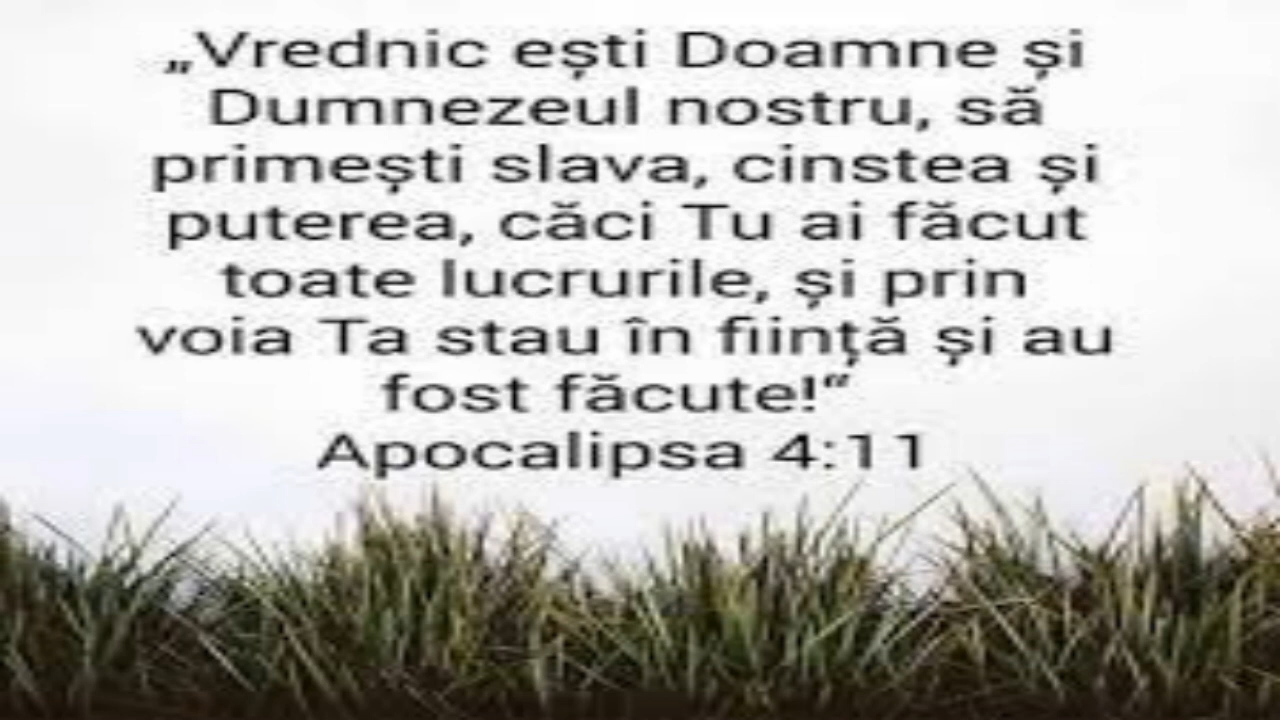 „Vrednic ești Doamne și
Dumnezeul nostru, să
primești slava, cinstea și
puterea, căci Tu ai făcut
toate lucrurile, și prin
voia Ta stau în ființă și au
fost făcute!“
Apocalipsa 4:11